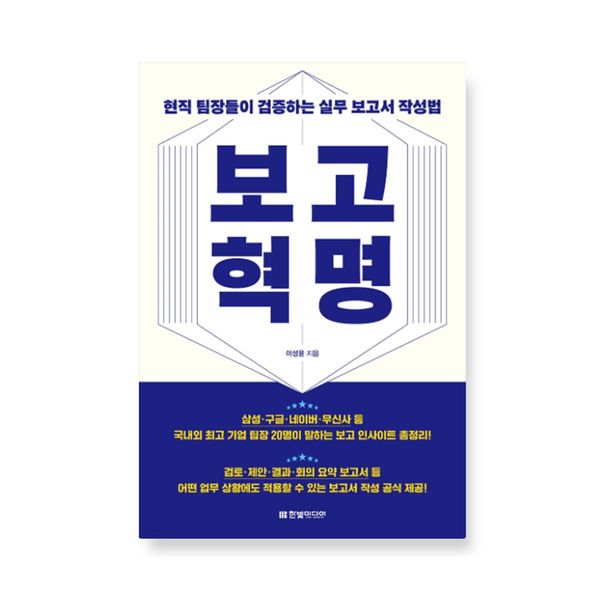 현직 팀장들이 검증하는 실무 보고서 작성법
보고
혁명
이성윤 지음
삼성·구글·네이버·무신사 등
국내외 최고 기업 팀장 20명이 말하는 보고 인사이트 총정리!
검토·제안·결과·회의 요약 보고서 등
어떤 업무 상황에도 적용할 수 있는 보고서 작성 공식 제공!
한빛미디어